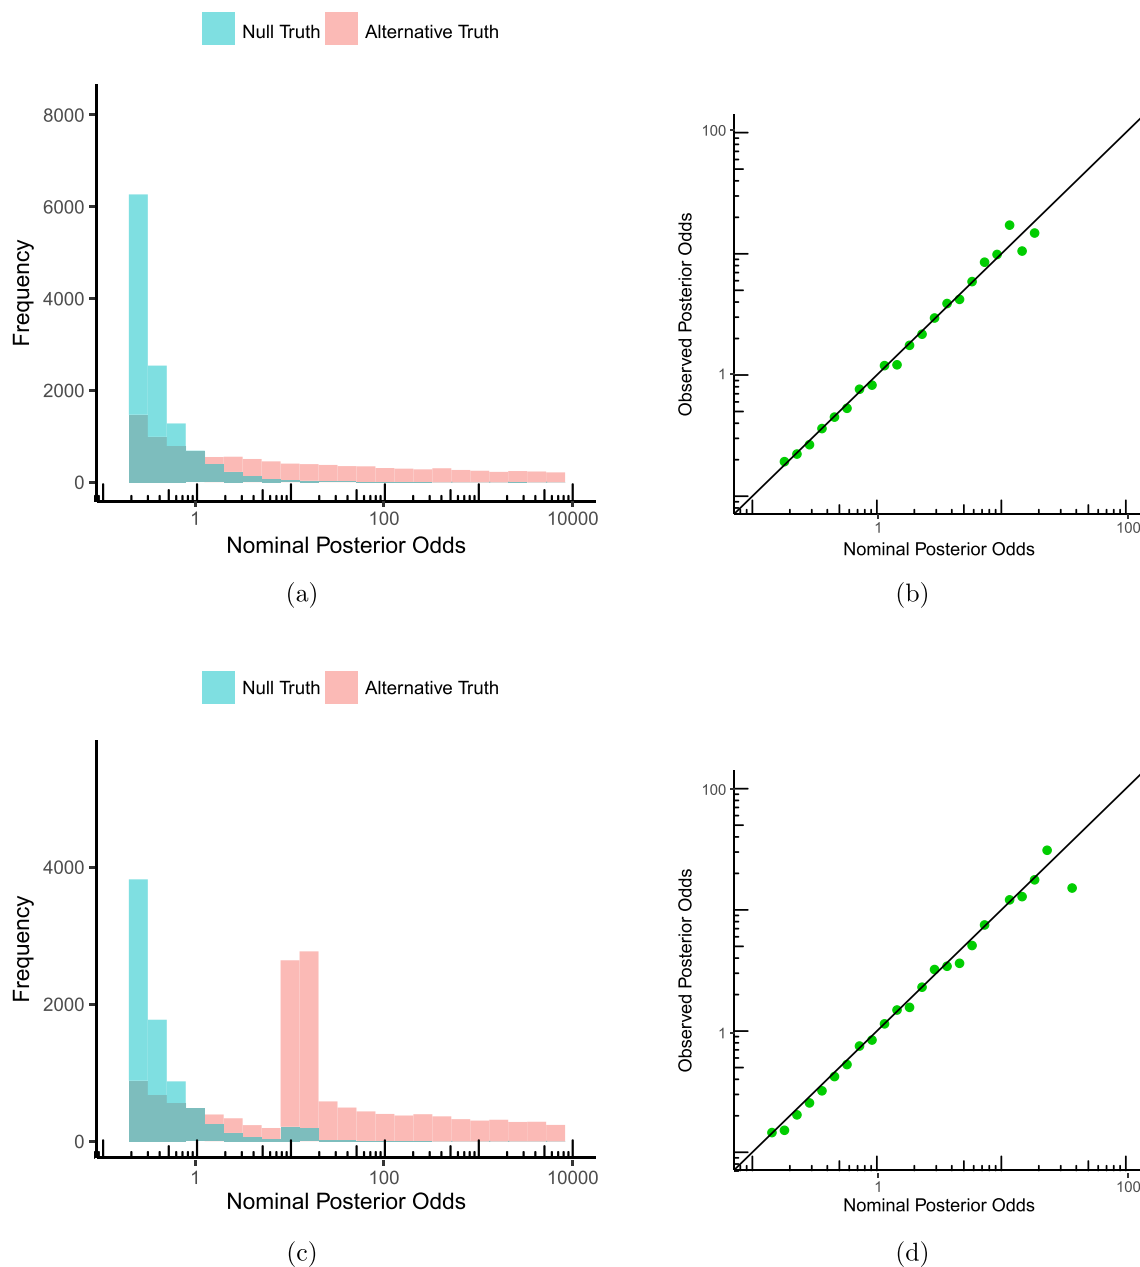 Null Truth Alternative Truth
8000
6000
4000
2000
0
Frequency
1 100 10000
Nominal Posterior Odds
(a)
100
1
Observed Posterior Odds
1 100
Nominal Posterior Odds
(b)
Null Truth Alternative Truth
4000
2000
0
Frequency
1 100 10000
Nominal Posterior Odds
(c)
100
1
Observed Posterior Odds
1 100
Nominal Posterior Odds
(d)